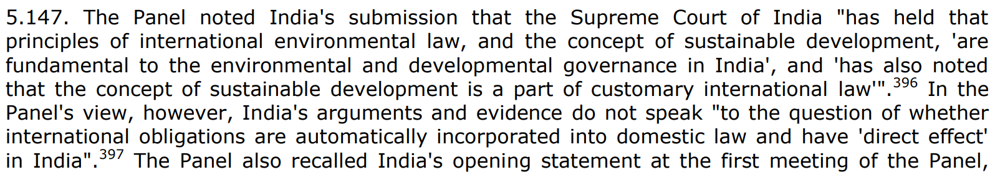 5.147. The Panel noted India's submission that the Supreme Court of India "has held that
principles of international environmental law, and the concept of sustainable development, 'are
fundamental to the environmental and developmental governance in India', and 'has also noted
that the concept of sustainable development is a part of customary international law'".396 In the
Panel's view, however, India's arguments and evidence do not speak "to the question of whether
international obligations are automatically incorporated into domestic law and have 'direct effect'
in India".397 The Panel also recalled India's opening statement at the first meeting of the Panel,